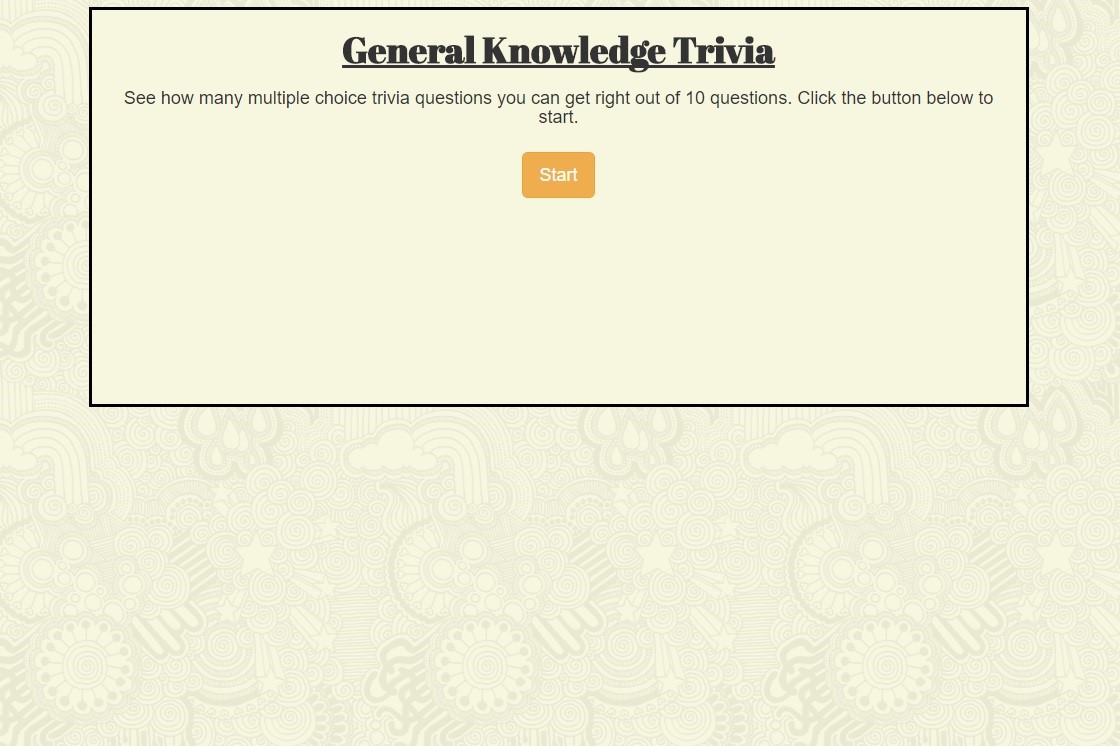 General Knowledge Trivia
See how many multiple choice trivia questions you can get right out of 10 questions. Click the button below to
start.
Start